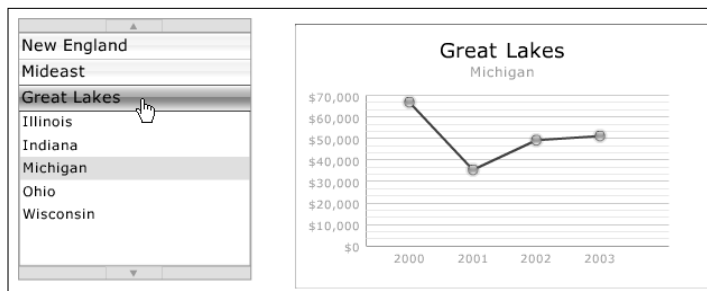 New England
Mideast
Great Lakes
Illinois
Indiana
Michigan
Ohio
Wisconsin
Great Lakes
Michigan
$70,000
$60,000
$50,000
$40,000
$30,000
$20,000
$10,000
$0
2000 2001 2002 2003